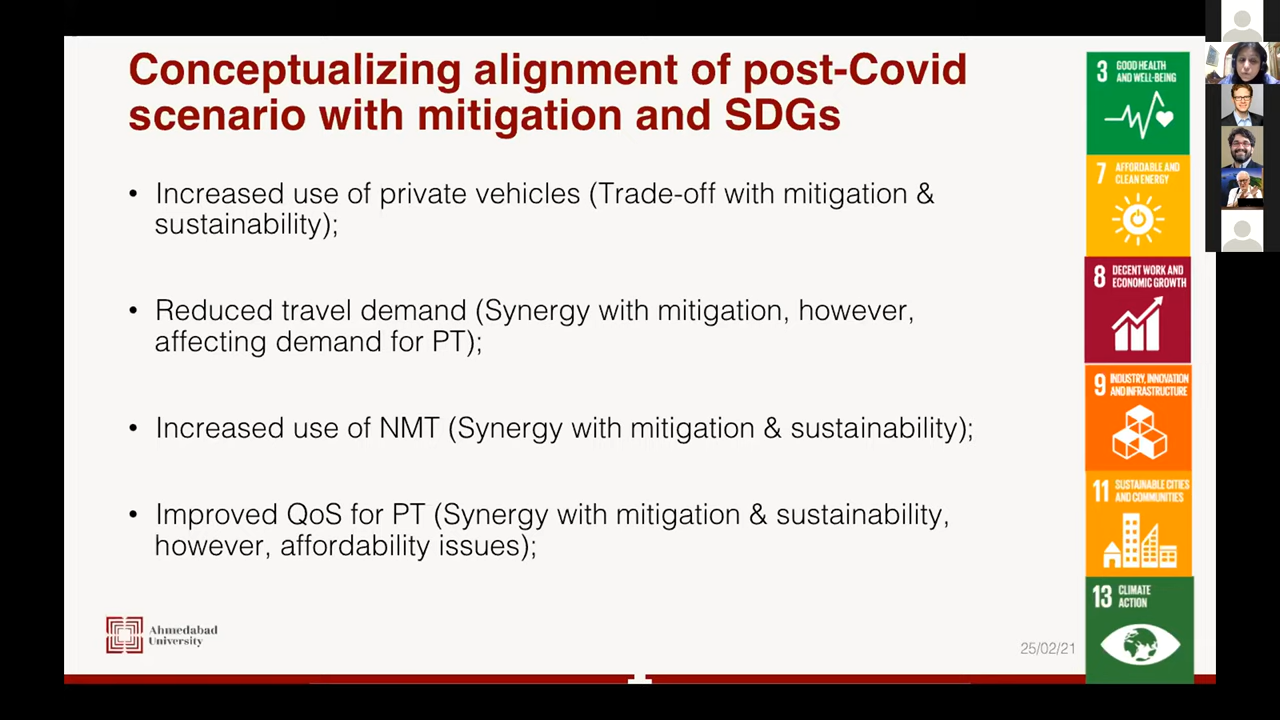 Conceptualizing alignment of post-Covid
scenario with mitigation and SDGs
• Increased use of private vehicles (Trade-off with mitigation &
sustainability);
• Reduced travel demand (Synergy with mitigation, however,
affecting demand for PT);
• Increased use of NMT (Synergy with mitigation & sustainability);
• Improved QoS for PT (Synergy with mitigation & sustainability,
however, affordability issues);
Ahmedabad
University
25/02/21
3 GOOD HEALTH
AND WELL-BEING
7 AFFORDABLE AND
CLEAN ENERGY
8 DECENT WORK AND
ECONOMIC GROWTH
9 INDUSTRY, INNOVATION
AND INFRASTRUCTURE
11 SUSTAINABLE CITIES
AND COMMUNITIES
13 CLIMATE
ACTION